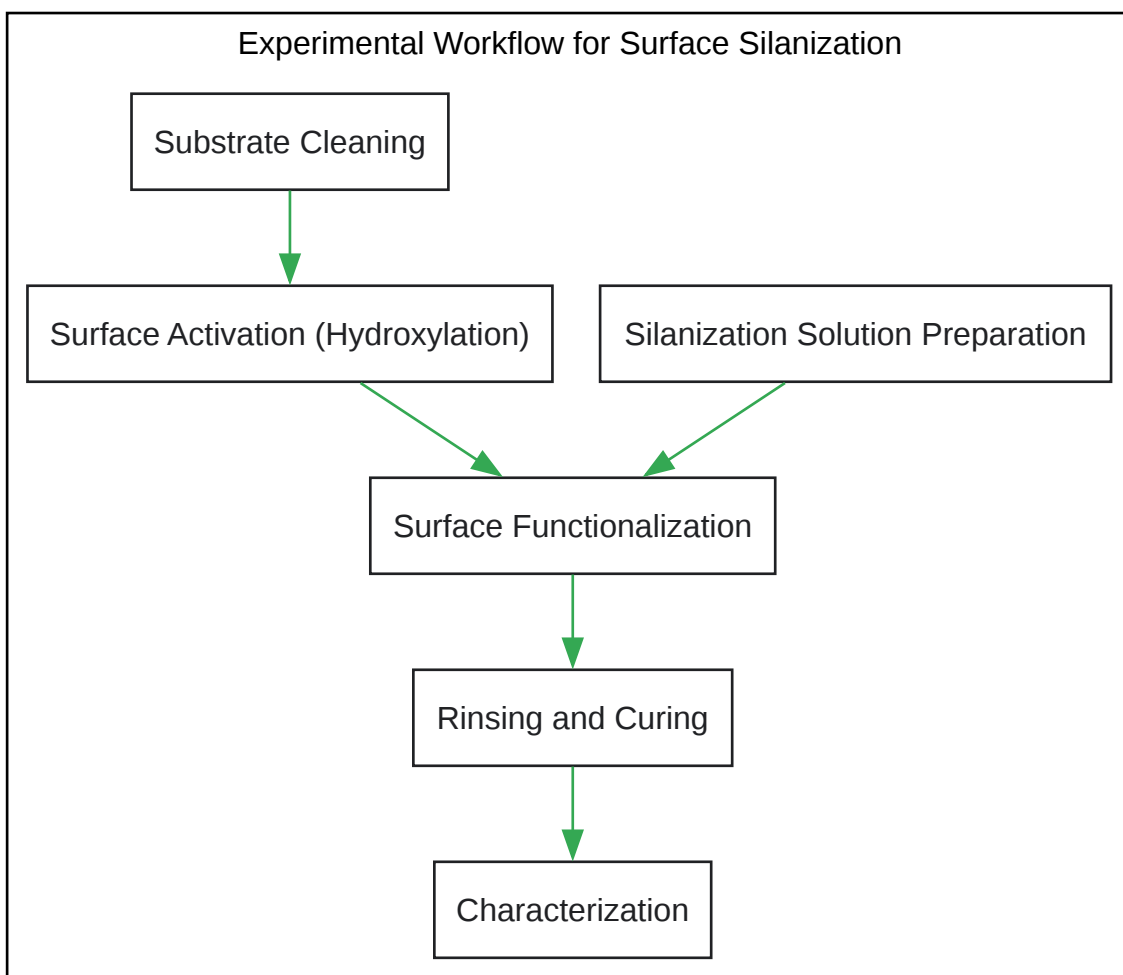 Experimental Workflow for Surface Silanization
Substrate Cleaning
Surface Activation (Hydroxylation)
Silanization Solution Preparation
Surface Functionalization
Rinsing and Curing
Characterization